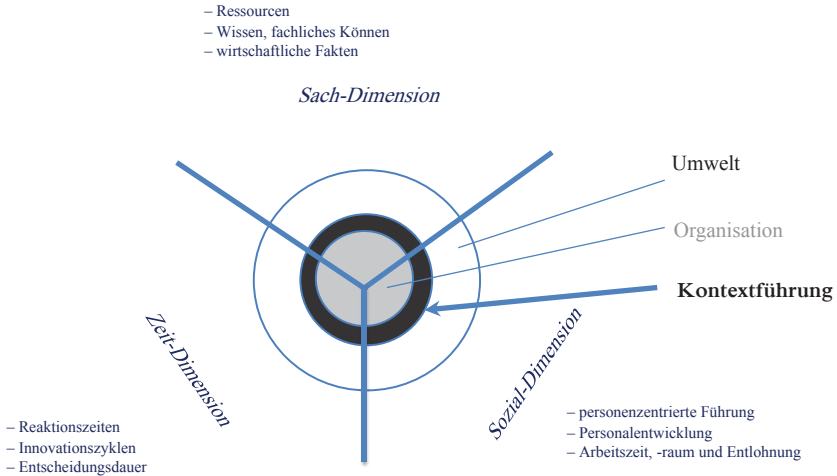 – Ressourcen
– Wissen, fachliches Können
– wirtschaftliche Fakten
Sach-Dimension
Umwelt
Organisation
Kontextführung
Zeit-Dimension
Sozial-Dimension
– Reaktionszeiten
– Innovationszyklen
– Entscheidungsdauer
– personenzentrierte Führung
– Personalentwicklung
– Arbeitszeit, -raum und Entlohnung